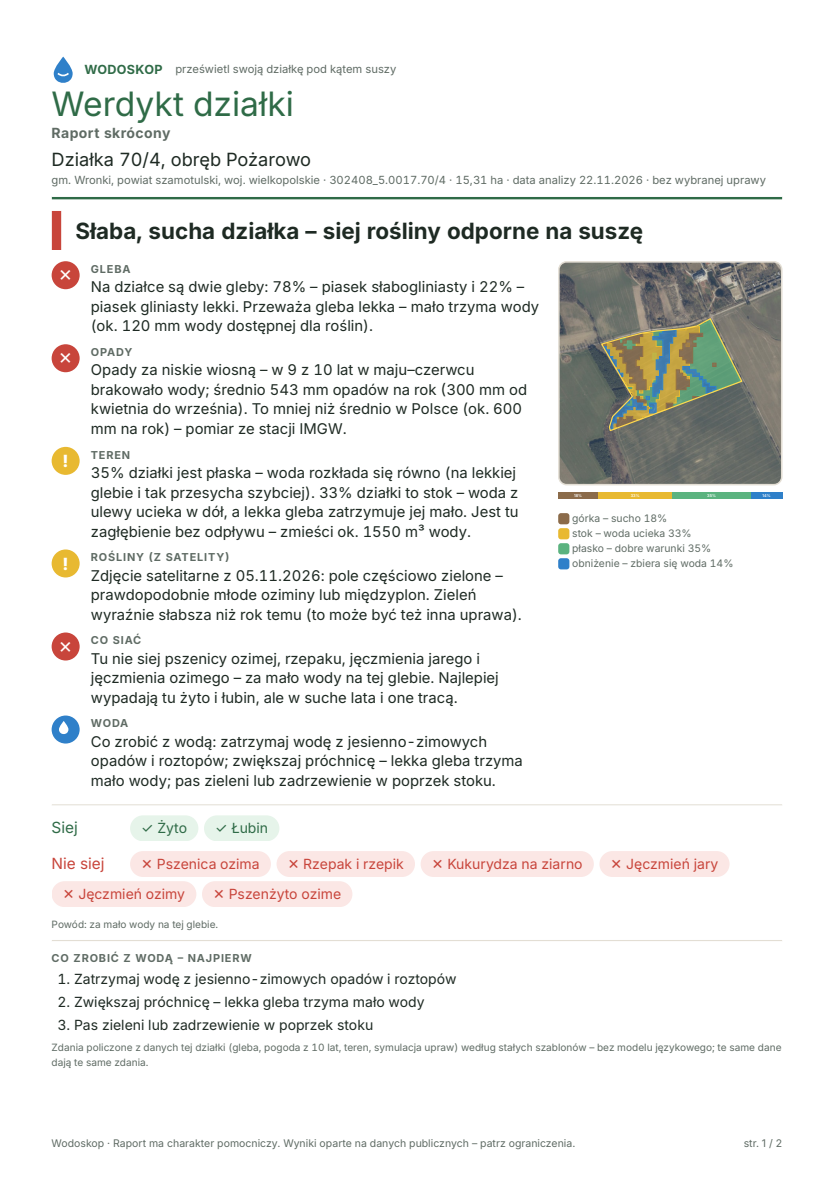 WODOSKOP prześwietl swoją działkę pod kątem suszy
Werdykt działki
Raport skrócony
Działka 70/4, obręb Pożarowo
gm. Wronki, powiat szamotulski, woj. wielkopolskie · 302408_5.0017.70/4 · 15,31 ha · data analizy 22.11.2026 · bez wybranej uprawy
Słaba, sucha działka – siej rośliny odporne na suszę
GLEBA
Na działce są dwie gleby: 78% – piasek słabogliniasty i 22% –
piasek gliniasty lekki. Przeważa gleba lekka – mało trzyma wody
(ok. 120 mm wody dostępnej dla roślin).
OPADY
Opady za niskie wiosną – w 9 z 10 lat w maju–czerwcu
brakowało wody; średnio 543 mm opadów na rok (300 mm od
kwietnia do września). To mniej niż średnio w Polsce (ok. 600
mm na rok) – pomiar ze stacji IMGW.
TEREN
35% działki jest płaska – woda rozkłada się równo (na lekkiej
glebie i tak przesycha szybciej). 33% działki to stok – woda z
ulewy ucieka w dół, a lekka gleba zatrzymuje jej mało. Jest tu
zagłębienie bez odpływu – zmieści ok. 1550 m³ wody.
ROŚLINY (Z SATELITY)
Zdjęcie satelitarne z 05.11.2026: pole częściowo zielone –
prawdopodobnie młode oziminy lub międzyplon. Zieleń
wyraźnie słabsza niż rok temu (to może być też inna uprawa).
CO SIAĆ
Tu nie siej pszenicy ozimej, rzepaku, jęczmienia jarego i
jęczmienia ozimego – za mało wody na tej glebie. Najlepiej
wypadają tu żyto i łubin, ale w suche lata i one tracą.
WODA
Co zrobić z wodą: zatrzymaj wodę z jesienno-zimowych
opadów i roztopów; zwiększaj próchnicę – lekka gleba trzyma
mało wody; pas zieleni lub zadrzewienie w poprzek stoku.
18% 33% 35% 14%
górka – sucho 18%
stok – woda ucieka 33%
płasko – dobre warunki 35%
obniżenie – zbiera się woda 14%
Siej ✓ Żyto ✓ Łubin
Nie siej ✕ Pszenica ozima ✕ Rzepak i rzepik ✕ Kukurydza na ziarno ✕ Jęczmień jary
✕ Jęczmień ozimy ✕ Pszenżyto ozime
Powód: za mało wody na tej glebie.
CO ZROBIĆ Z WODĄ – NAJPIERW
1. Zatrzymaj wodę z jesienno-zimowych opadów i roztopów
2. Zwiększaj próchnicę – lekka gleba trzyma mało wody
3. Pas zieleni lub zadrzewienie w poprzek stoku
Zdania policzone z danych tej działki (gleba, pogoda z 10 lat, teren, symulacja upraw) według stałych szablonów – bez modelu językowego; te same dane
dają te same zdania.
Wodoskop · Raport ma charakter pomocniczy. Wyniki oparte na danych publicznych – patrz ograniczenia. str. 1 / 2